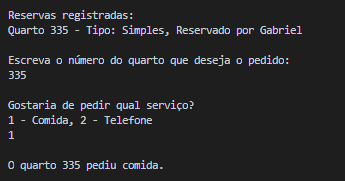 Reservas registradas:
Quarto 335 - Tipo: Simples, Reservado por Gabriel
Escreva o número do quarto que deseja o pedido:
335
Gostaria de pedir qual serviço?
1 - Comida, 2 - Telefone
1
O quarto 335 pediu comida.